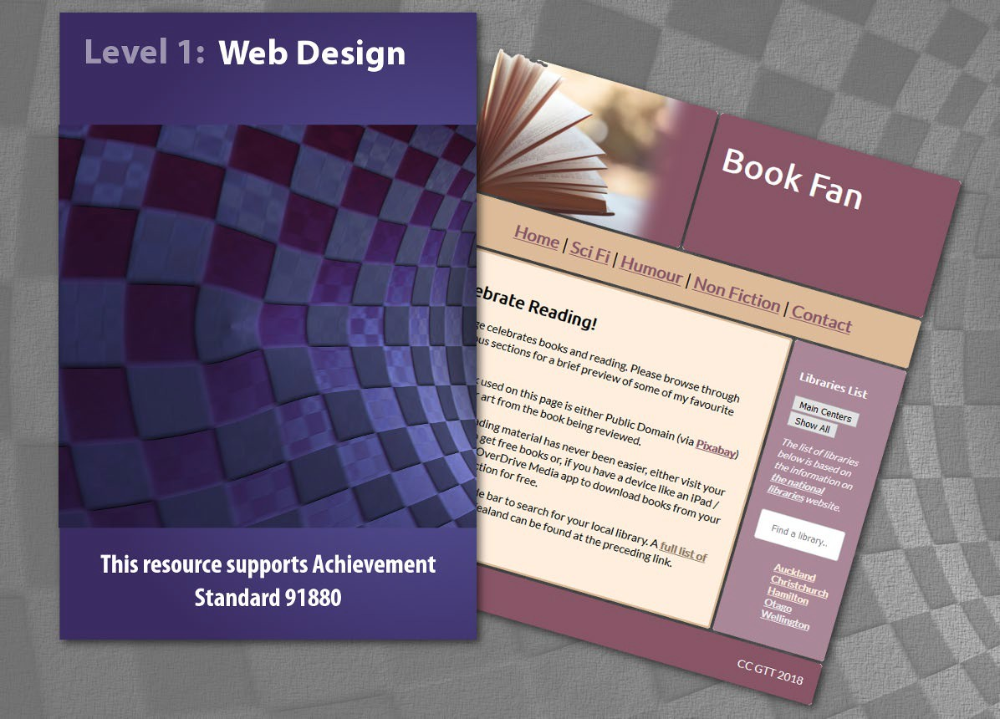 Level 1: Web Design
This resource supports Achievement
Standard 91880
Book Fan
Home | Sci Fi | Humour | Non Fiction | Contact
Reading!
celebrates books and reading. Please browse through
sections for a brief preview of some of my favourite
used on this page is either Public Domain (via Pixabay)
art from the book being reviewed.
material has never been easier, either visit your
get free books or, if you have a device like an iPad /
OverDrive Media app to download books from your
for free.
bar to search for your local library. A full list of
can be found at the preceding link.
Libraries List
Main Centers
Show All
The list of libraries
below is based on
the information on
the national
libraries website.
Find a library..
Auckland
Christchurch
Hamilton
Otago
Wellington
CC GTT 2018